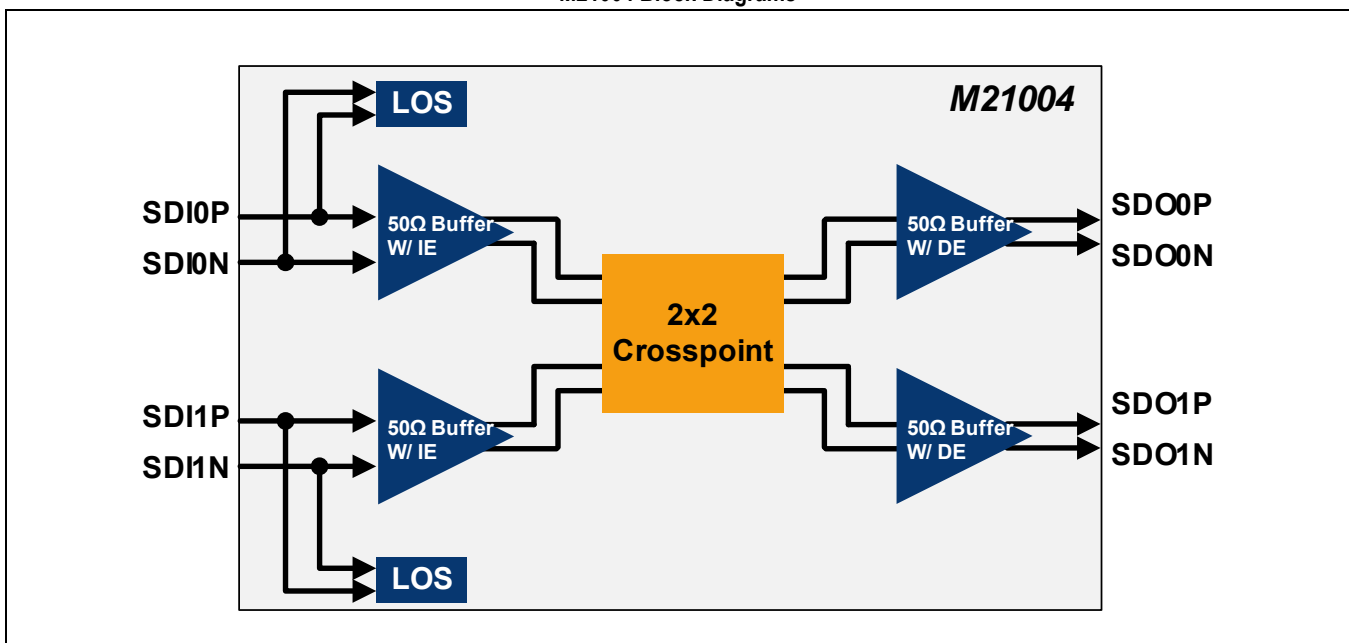 M21004
LOS
SDI0P
SDI0N
50Ω Buffer
W/ IE
50Ω Buffer
W/ DE
SDO0P
SDO0N
2x2
Crosspoint
SDI1P
SDI1N
50Ω Buffer
W/ IE
50Ω Buffer
W/ DE
SDO1P
SDO1N
LOS